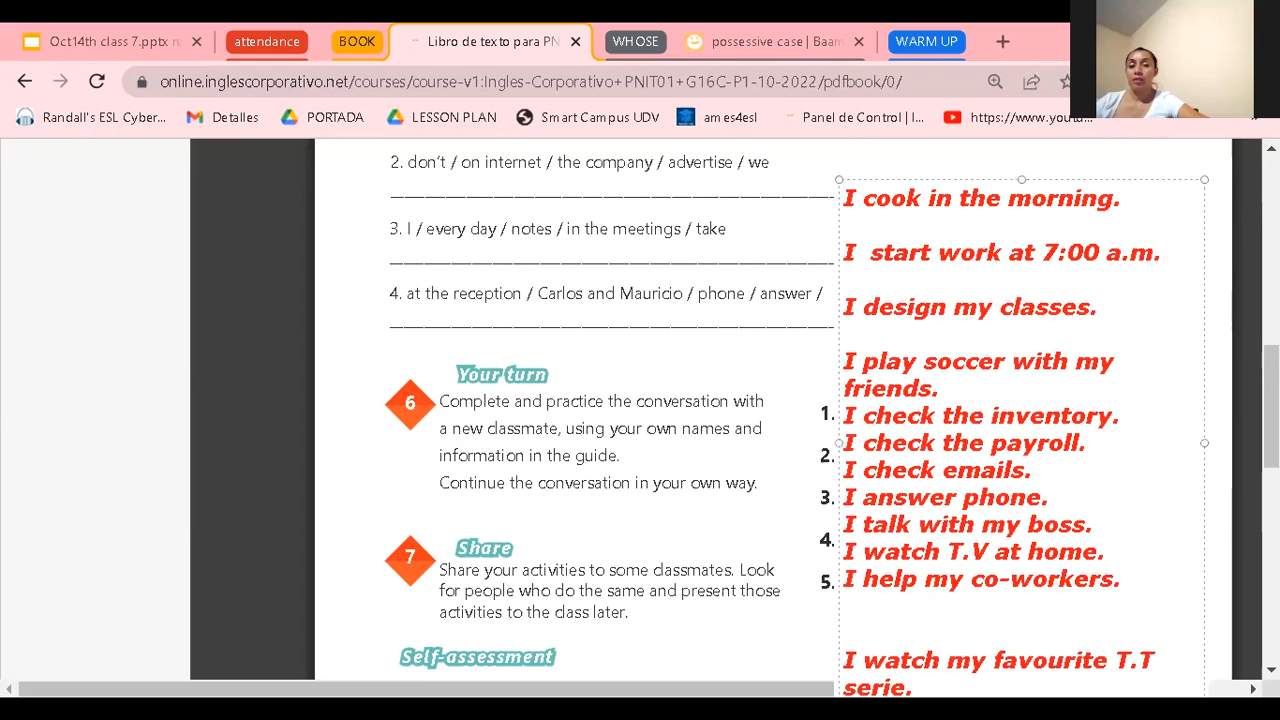 Oct14th class 7.pptx
attendance
BOOK
Libro de texto para PN
WHOSE
possessive case | Baam
WARM UP
online.inglescorporativo.net/courses/course-v1:Ingles-Corporativo+PNIT01+G16C-P1-10-2022/pdfbook/0/
Randall's ESL Cyber...
Detalles
PORTADA
LESSON PLAN
Smart Campus UDV
ames4esl
Panel de Control | I...
https://www.yout
2. don't / on internet / the company / advertise / we
3. I / every day / notes / in the meetings / take
4. at the reception / Carlos and Mauricio / phone / answer /
Your turn
6
Complete and practice the conversation with
a new classmate, using your own names and
information in the guide.
Continue the conversation in your own way.
7
Share
Share your activities to some classmates. Look
for people who do the same and present those
activities to the class later.
Self-assessment
I cook in the morning.
I start work at 7:00 a.m.
I design my classes.
I play soccer with my
friends.
1. I check the inventory.
I check the payroll.
2.
I check emails.
3. I answer phone.
I talk with my boss.
4.
I watch T.V at home.
5. I help my co-workers.
I watch my favourite T.T
serie.